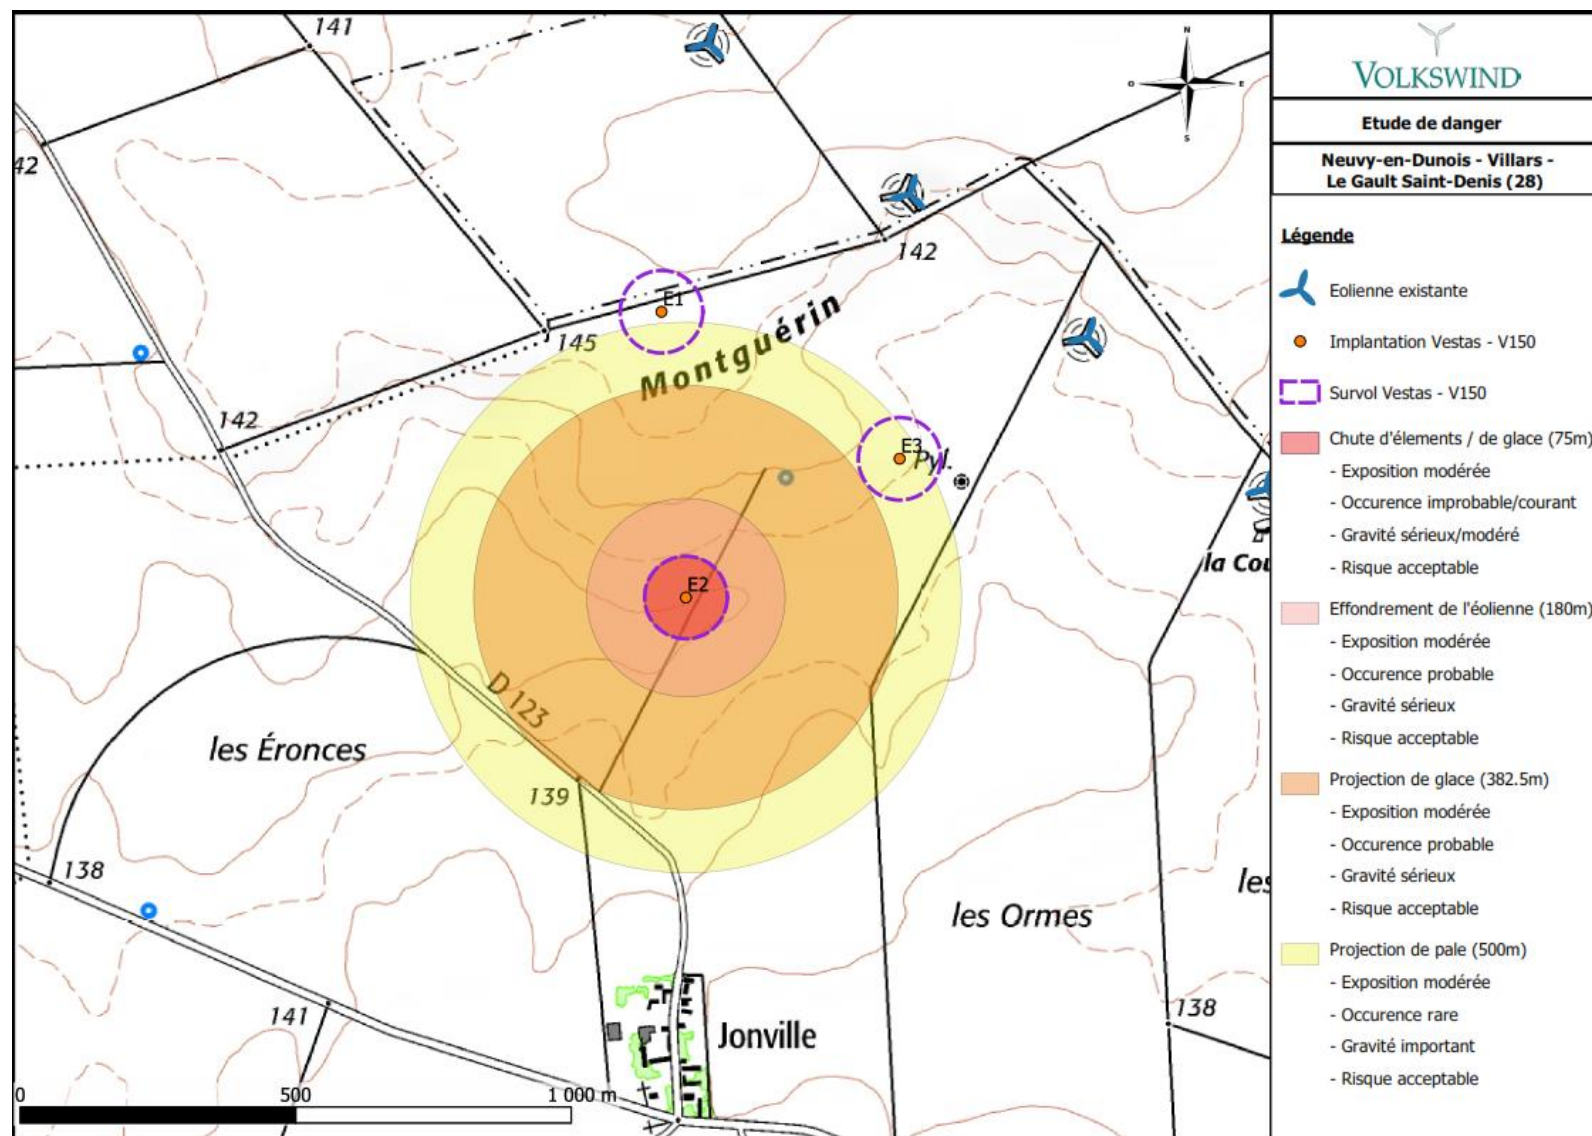 141
42
142
145
142
E1
Montguérin
E3
Pyl.
la Cou
E2
D 123
les Éronces
139
138
les Ormes
les
141
138
Jonville
0 500 1 000 m
N
O E
S
VOLKSWIND
Etude de danger
Neuvy-en-Dunois - Villars -
Le Gault Saint-Denis (28)
Légende
Eolienne existante
Implantation Vestas - V150
Survol Vestas - V150
Chute d'élements / de glace (75m)
- Exposition modérée
- Occurence improbable/courant
- Gravité sérieux/modéré
- Risque acceptable
Effondrement de l'éolienne (180m)
- Exposition modérée
- Occurence probable
- Gravité sérieux
- Risque acceptable
Projection de glace (382.5m)
- Exposition modérée
- Occurence probable
- Gravité sérieux
- Risque acceptable
Projection de pale (500m)
- Exposition modérée
- Occurence rare
- Gravité important
- Risque acceptable